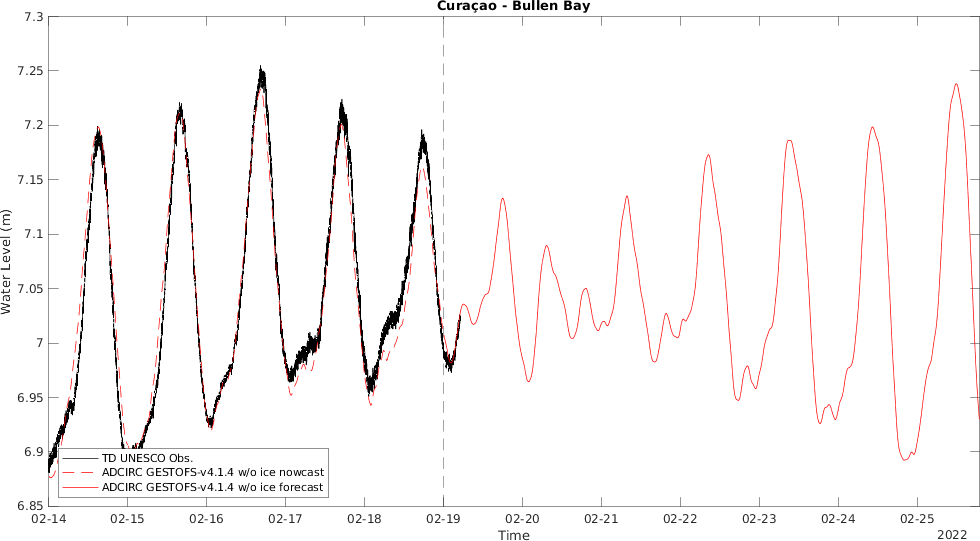 Curaçao - Bullen Bay
7.3
7.25
7.2
7.15
7.1
7.05
7
6.95
6.9
6.85
Water Level (m)
TD UNESCO Obs.
ADCIRC GESTOFS-v4.1.4 w/o ice nowcast
ADCIRC GESTOFS-v4.1.4 w/o ice forecast
02-14 02-15 02-16 02-17 02-18 02-19 02-20 02-21 02-22 02-23 02-24 02-25
Time
2022